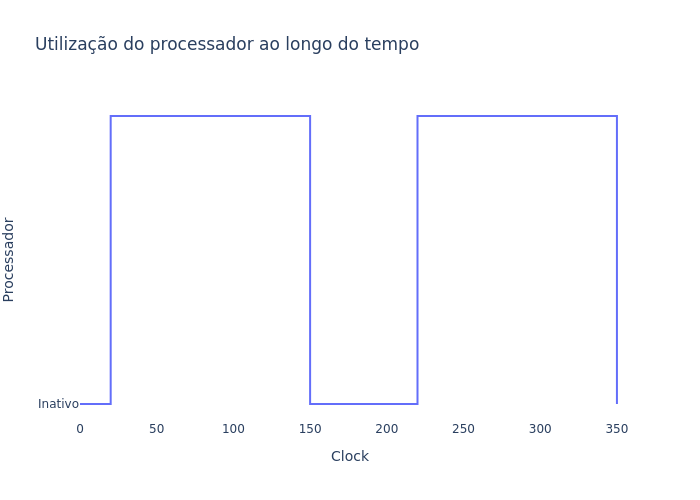 Utilização do processador ao longo do tempo
Processador
Inativo
0 50 100 150 200 250 300 350
Clock